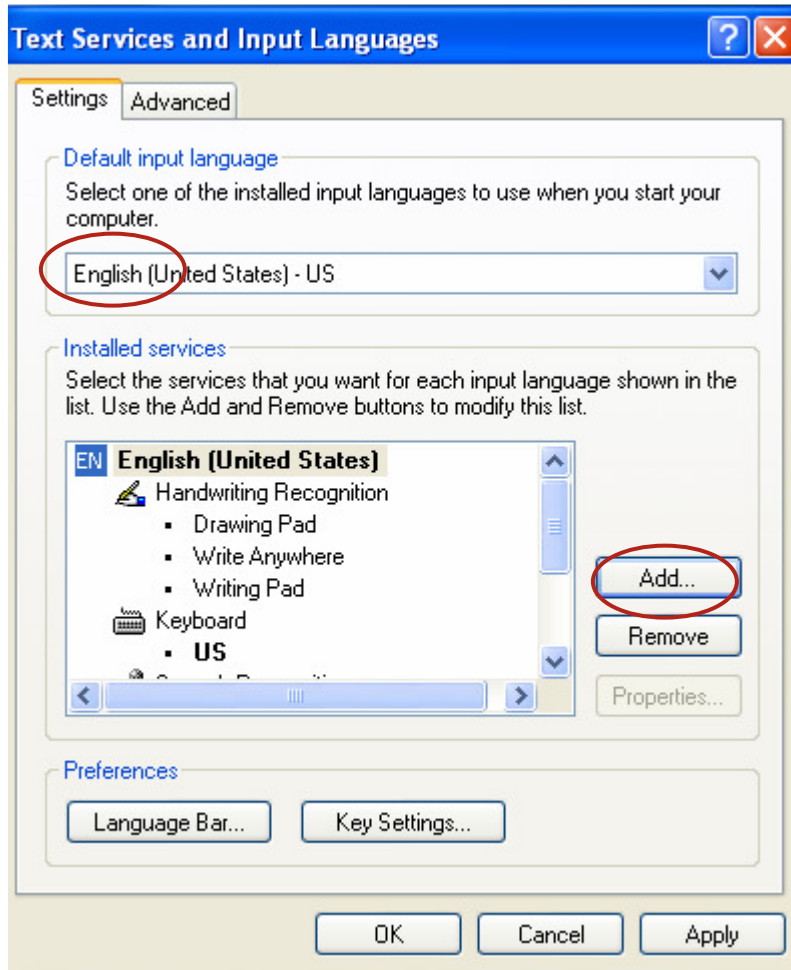 Text Services and Input Languages
Settings Advanced
Default input language
Select one of the installed input languages to use when you start your
computer.
English (United States) - US
Installed services
Select the services that you want for each input language shown in the
list. Use the Add and Remove buttons to modify this list.
EN English (United States)
Handwriting Recognition
Drawing Pad
Write Anywhere
Writing Pad
Add...
Keyboard
Remove
US
Properties...
Preferences
Language Bar... Key Settings...
OK Cancel Apply